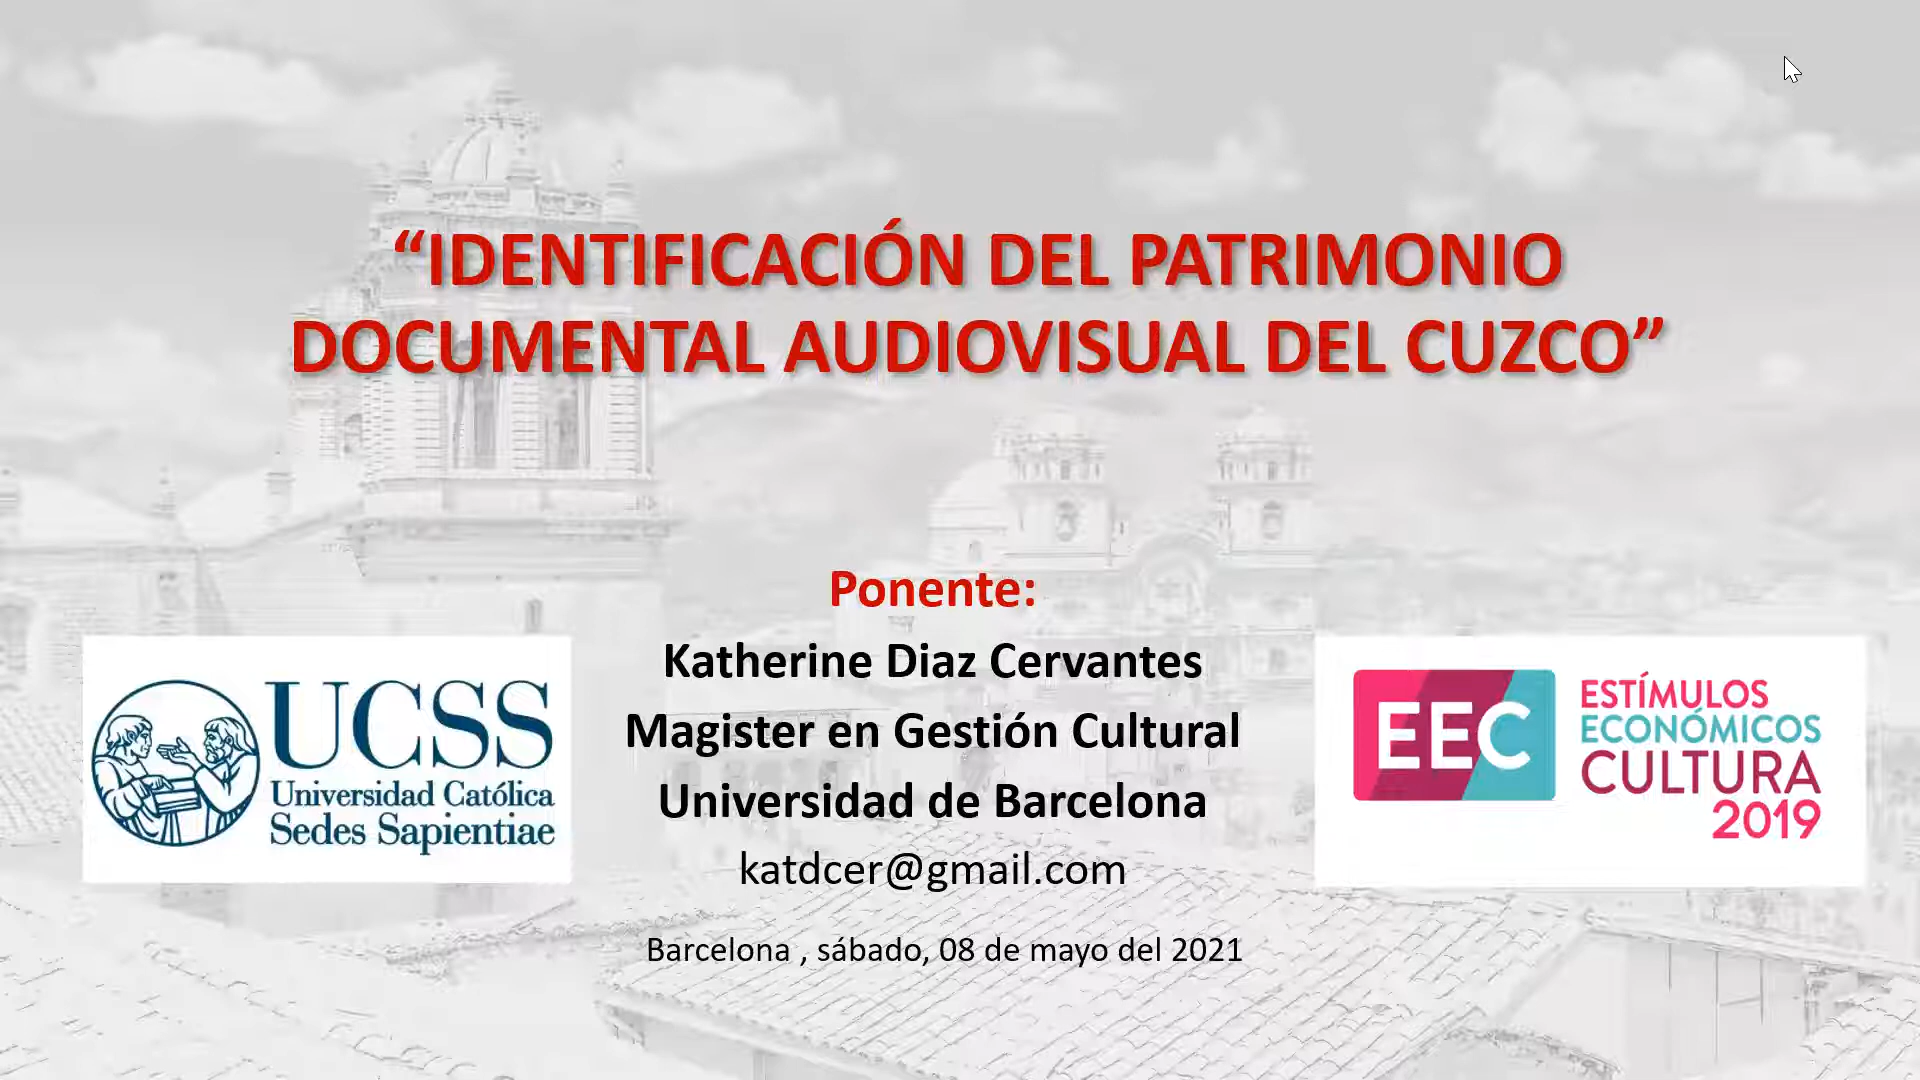 “IDENTIFICACIÓN DEL PATRIMONIO
DOCUMENTAL AUDIOVISUAL DEL CUZCO”
Ponente:
Katherine Diaz Cervantes
Magister en Gestión Cultural
Universidad de Barcelona
katdcer@gmail.com
Barcelona , sábado, 08 de mayo del 2021
UCSS
Universidad Católica
Sedes Sapientiae
EEC
ESTÍMULOS
ECONÓMICOS
CULTURA
2019